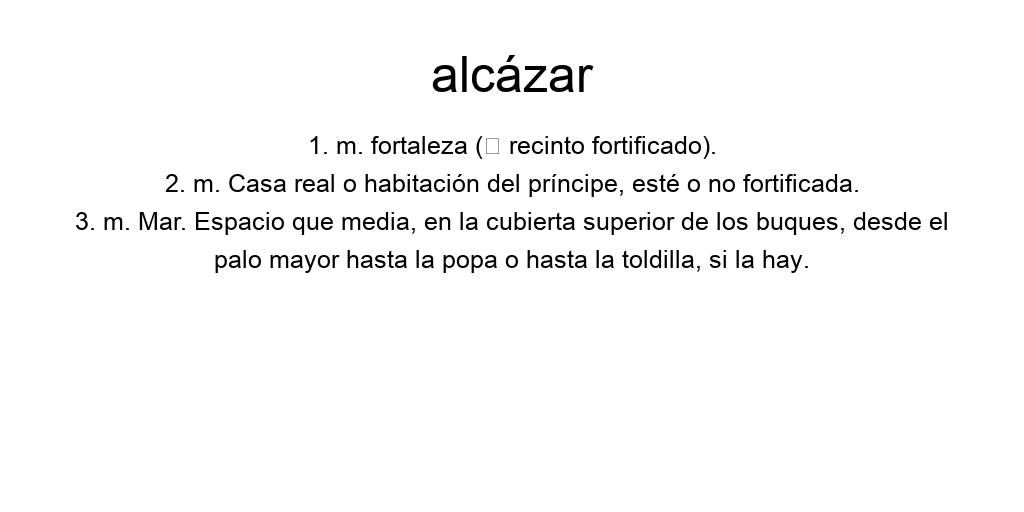 alcázar
1. m. fortaleza (▯ recinto fortificado).
2. m. Casa real o habitación del príncipe, esté o no fortificada.
3. m. Mar. Espacio que media, en la cubierta superior de los buques, desde el
palo mayor hasta la popa o hasta la toldilla, si la hay.